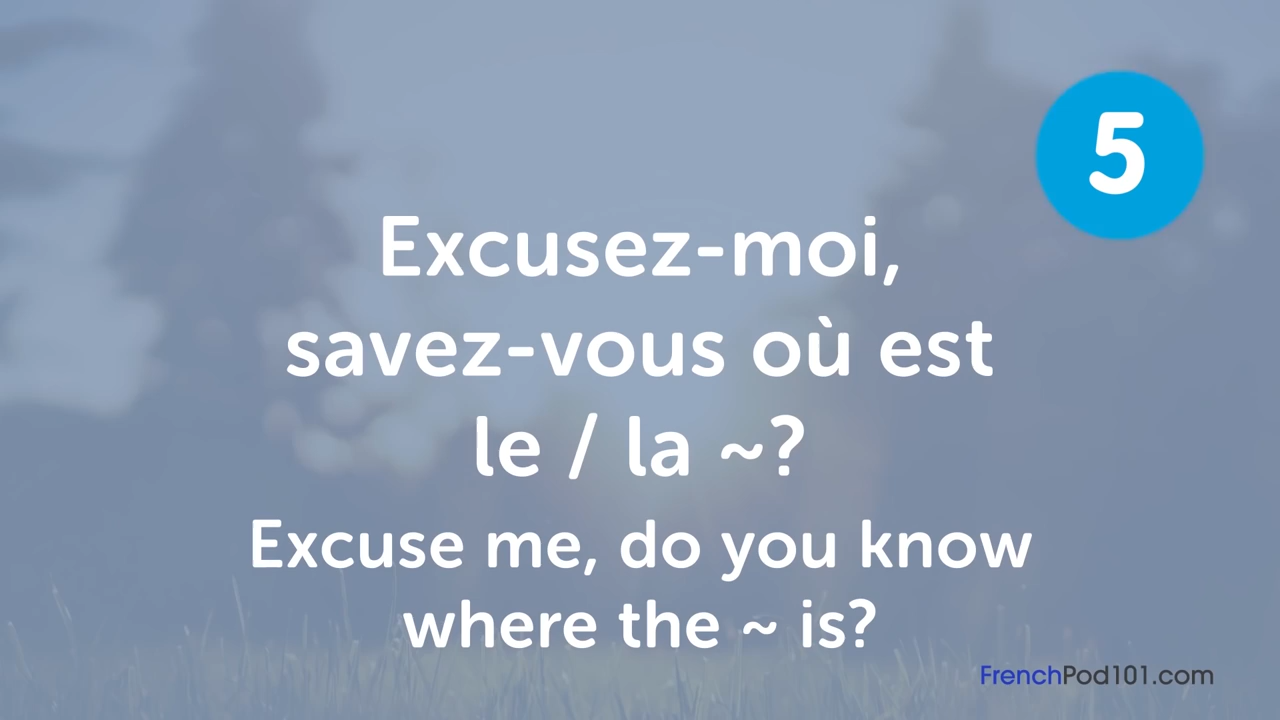 5
Excusez-moi,
savez-vous où est
le / la ~?
Excuse me, do you know
where the ~ is?
FrenchPod101.com